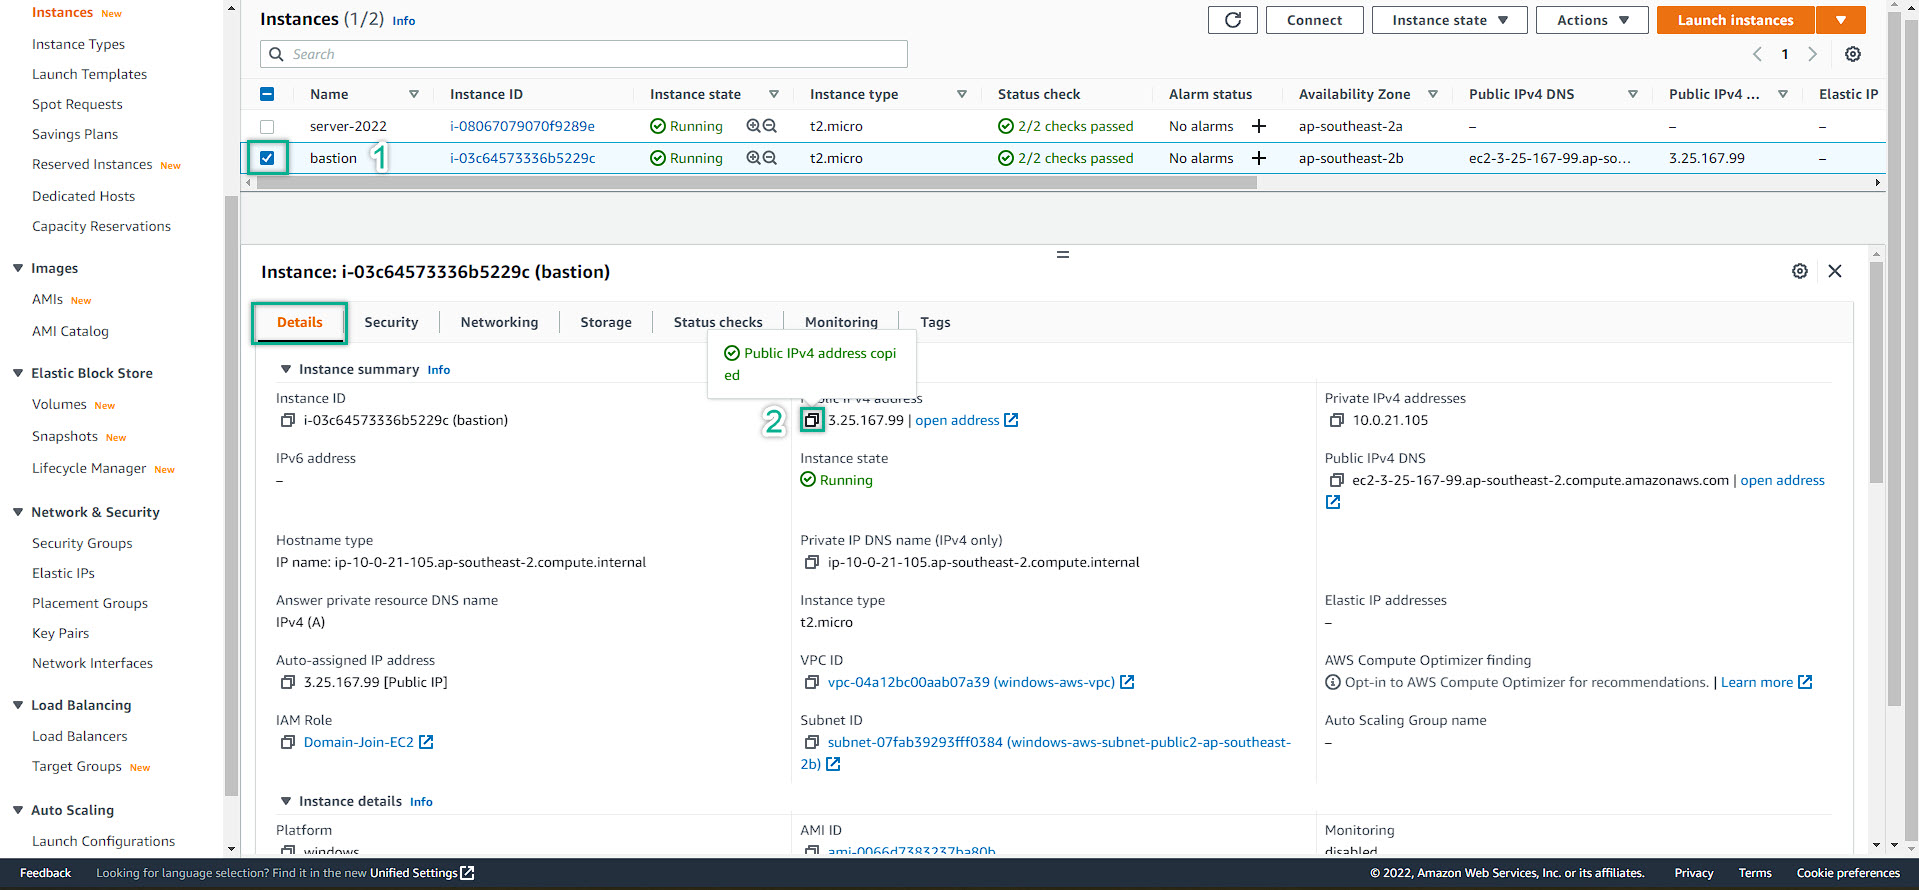 Instances New
Instance Types
Launch Templates
Spot Requests
Savings Plans
Reserved Instances New
Dedicated Hosts
Capacity Reservations
Images
AMIs New
AMI Catalog
Elastic Block Store
Volumes New
Snapshots New
Lifecycle Manager New
Network & Security
Security Groups
Elastic IPs
Placement Groups
Key Pairs
Network Interfaces
Load Balancing
Load Balancers
Target Groups New
Auto Scaling
Launch Configurations
Instances (1/2) Info
Connect
Instance state
Actions
Launch instances
Search
1
Name Instance ID Instance state Instance type Status check Alarm status Availability Zone Public IPv4 DNS Public IPv4 ... Elastic IP
server-2022 i-08067079070f9289e Running t2.micro 2/2 checks passed No alarms + ap-southeast-2a – – –
bastion 1 i-03c64573336b5229c Running t2.micro 2/2 checks passed No alarms + ap-southeast-2b ec2-3-25-167-99.ap-so... 3.25.167.99 –
Instance: i-03c64573336b5229c (bastion)
Details Security Networking Storage Status checks Monitoring Tags
Public IPv4 address copi
ed
Instance summary Info
Instance ID
i-03c64573336b5229c (bastion)
Public IPv4 address
2 3.25.167.99 | open address
Private IPv4 addresses
10.0.21.105
IPv6 address
–
Instance state
Running
Public IPv4 DNS
ec2-3-25-167-99.ap-southeast-2.compute.amazonaws.com | open address
Hostname type
IP name: ip-10-0-21-105.ap-southeast-2.compute.internal
Private IP DNS name (IPv4 only)
ip-10-0-21-105.ap-southeast-2.compute.internal
Answer private resource DNS name
IPv4 (A)
Instance type
t2.micro
Elastic IP addresses
–
Auto-assigned IP address
3.25.167.99 [Public IP]
VPC ID
vpc-04a12bc00aab07a39 (windows-aws-vpc)
AWS Compute Optimizer finding
Opt-in to AWS Compute Optimizer for recommendations. | Learn more
IAM Role
Domain-Join-EC2
Subnet ID
subnet-07fab39293fff0384 (windows-aws-subnet-public2-ap-southeast-
2b)
Auto Scaling Group name
–
Instance details Info
Platform
windows
AMI ID
ami-0066d7383237ba80b
Monitoring
disabled
Feedback Looking for language selection? Find it in the new Unified Settings
© 2022, Amazon Web Services, Inc. or its affiliates. Privacy Terms Cookie preferences